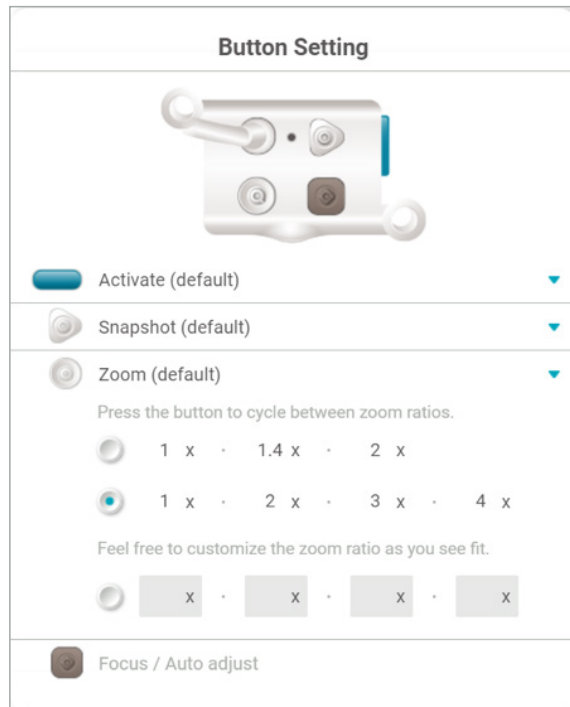 Button Setting
Activate (default)
Snapshot (default)
Zoom (default)
Press the button to cycle between zoom ratios.
1 x · 1.4 x · 2 x
1 x · 2 x · 3 x · 4 x
Feel free to customize the zoom ratio as you see fit.
x · x · x · x
Focus / Auto adjust